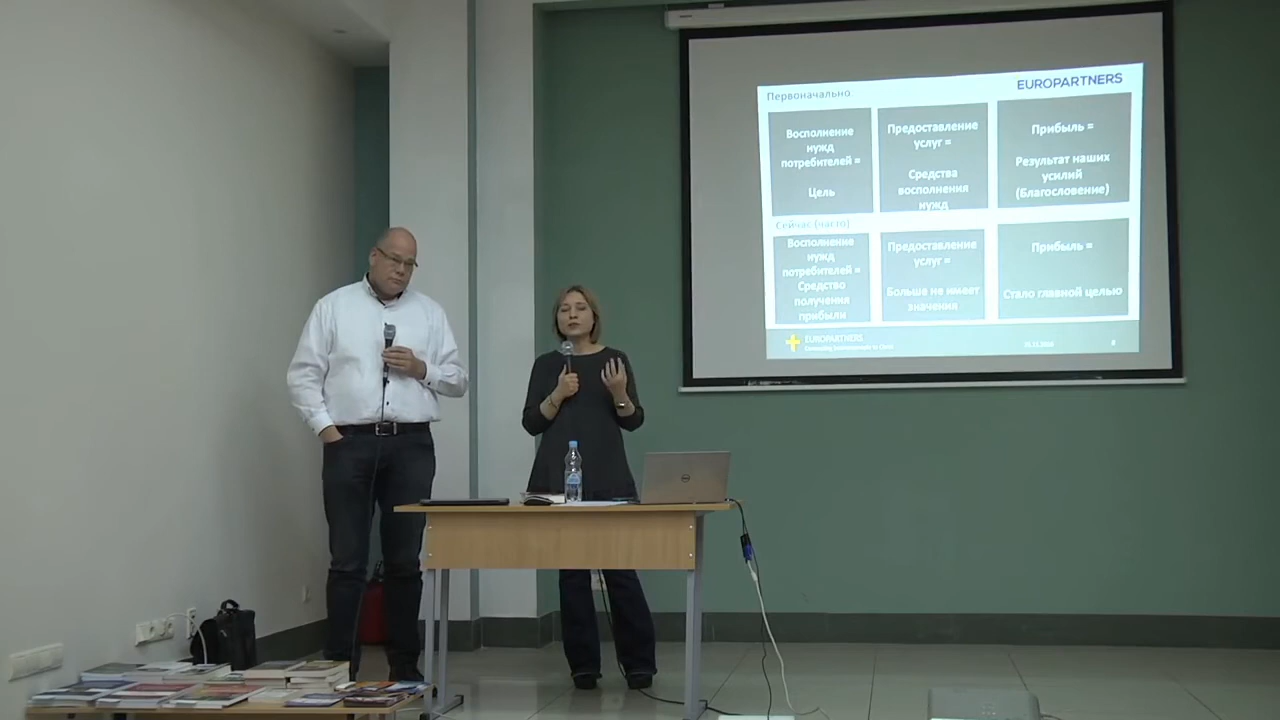 EUROPARTNERS
Первоначально
Восполнение
нужд
потребителей =
Цель
Предоставление
услуг =
Средства
восполнения
нужд
Прибыль =
Результат наших
усилий
(Благословение)
Сейчас (часто)
Восполнение
нужд
потребителей =
Средство
получения
прибыли
Предоставление
услуг =
Больше не имеет
значения
Прибыль =
Стало главной целью
EUROPARTNERS